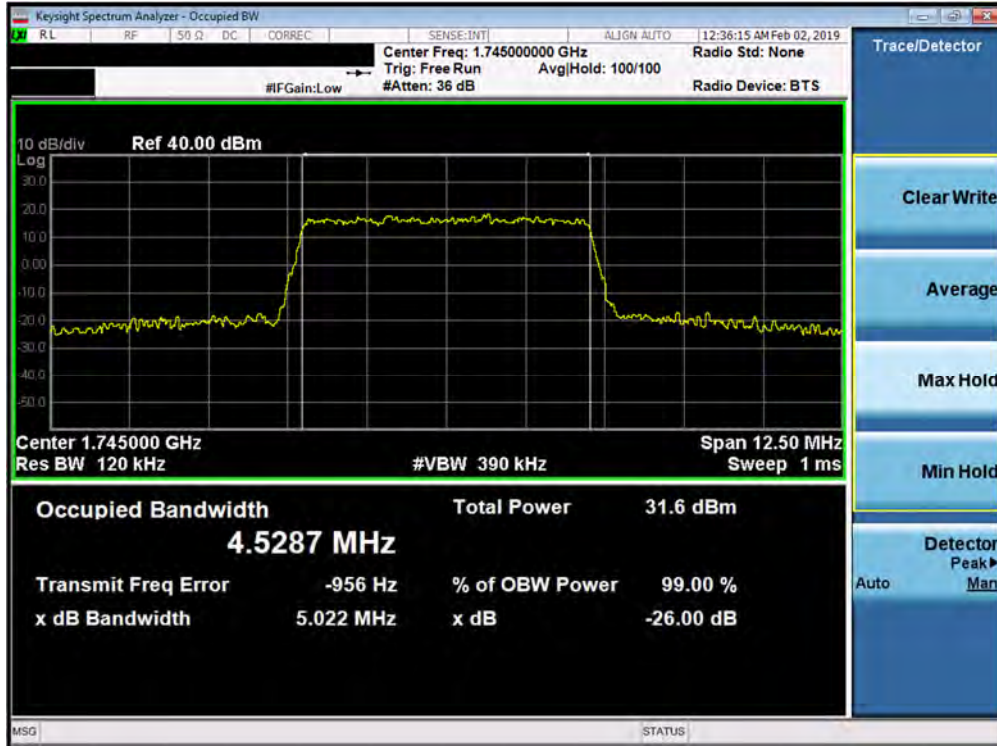 Keysight Spectrum Analyzer - Occupied BW
LXI RL RF 50 Ω DC CORREC SENSE:INT ALIGN AUTO 12:36:15 AM Feb 02, 2019
Center Freq: 1.745000000 GHz Radio Std: None
Trig: Free Run Avg|Hold: 100/100
#IFGain:Low #Atten: 36 dB Radio Device: BTS
10 dB/div Ref 40.00 dBm
Log
30.0
20.0
10.0
0.00
-10.0
-20.0
-30.0
-40.0
-50.0
Center 1.745000 GHz Span 12.50 MHz
Res BW 120 kHz #VBW 390 kHz Sweep 1 ms
Occupied Bandwidth Total Power 31.6 dBm
4.5287 MHz
Transmit Freq Error -956 Hz % of OBW Power 99.00 %
x dB Bandwidth 5.022 MHz x dB -26.00 dB
MSG STATUS
Trace/Detector
Clear Write
Average
Max Hold
Min Hold
Detector
Peak▶
Auto Man